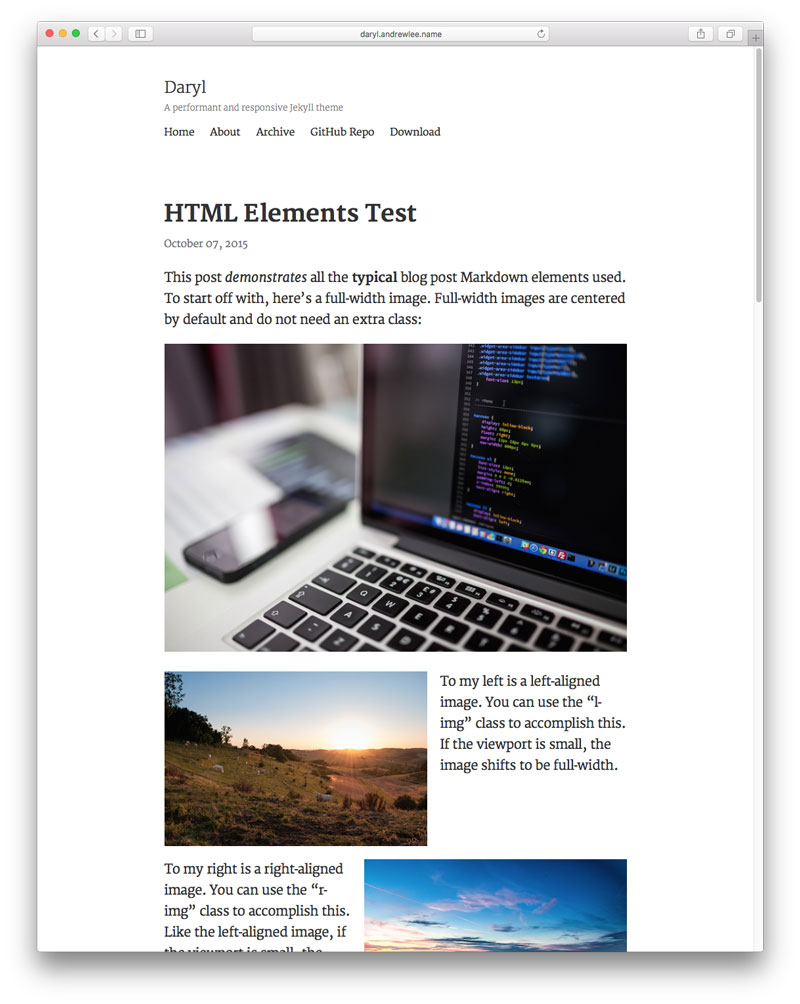 daryl.andrewlee.name
Daryl
A performant and responsive Jekyll theme
Home About Archive GitHub Repo Download
HTML Elements Test
October 07, 2015
This post demonstrates all the typical blog post Markdown elements used.
To start off with, here’s a full-width image. Full-width images are centered
by default and do not need an extra class:
To my left is a left-aligned
image. You can use the “l-
img” class to accomplish this.
If the viewport is small, the
image shifts to be full-width.
To my right is a right-aligned
image. You can use the “r-
img” class to accomplish this.
Like the left-aligned image, if
the viewport is small, the